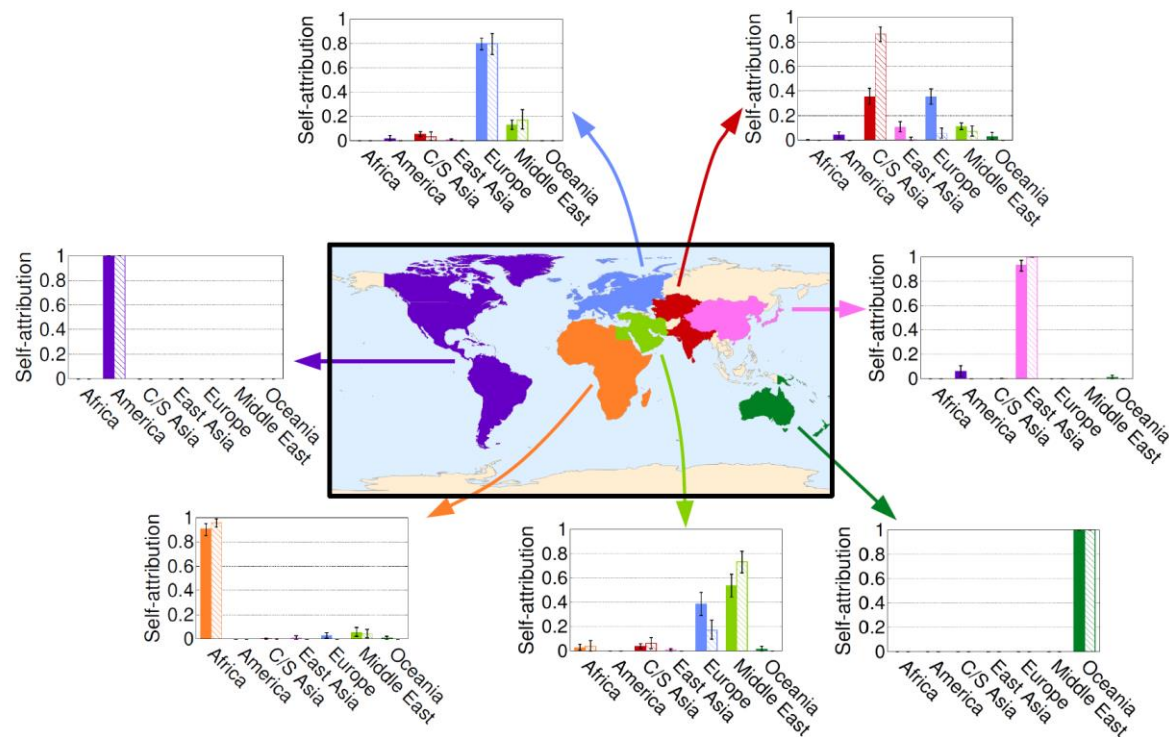 Self-attribution
1
0.8
0.6
0.4
0.2
0
Africa
America
C/S Asia
East Asia
Europe
Middle East
Oceania
Self-attribution
1
0.8
0.6
0.4
0.2
0
Africa
America
C/S Asia
East Asia
Europe
Middle East
Oceania
Self-attribution
1
0.8
0.6
0.4
0.2
0
Africa
America
C/S Asia
East Asia
Europe
Middle East
Oceania
Self-attribution
1
0.8
0.6
0.4
0.2
0
Africa
America
C/S Asia
East Asia
Europe
Middle East
Oceania
Self-attribution
1
0.8
0.6
0.4
0.2
0
Africa
America
C/S Asia
East Asia
Europe
Middle East
Oceania
Self-attribution
1
0.8
0.6
0.4
0.2
0
Africa
America
C/S Asia
East Asia
Europe
Middle East
Oceania
Self-attribution
1
0.8
0.6
0.4
0.2
0
Africa
America
C/S Asia
East Asia
Europe
Middle East
Oceania